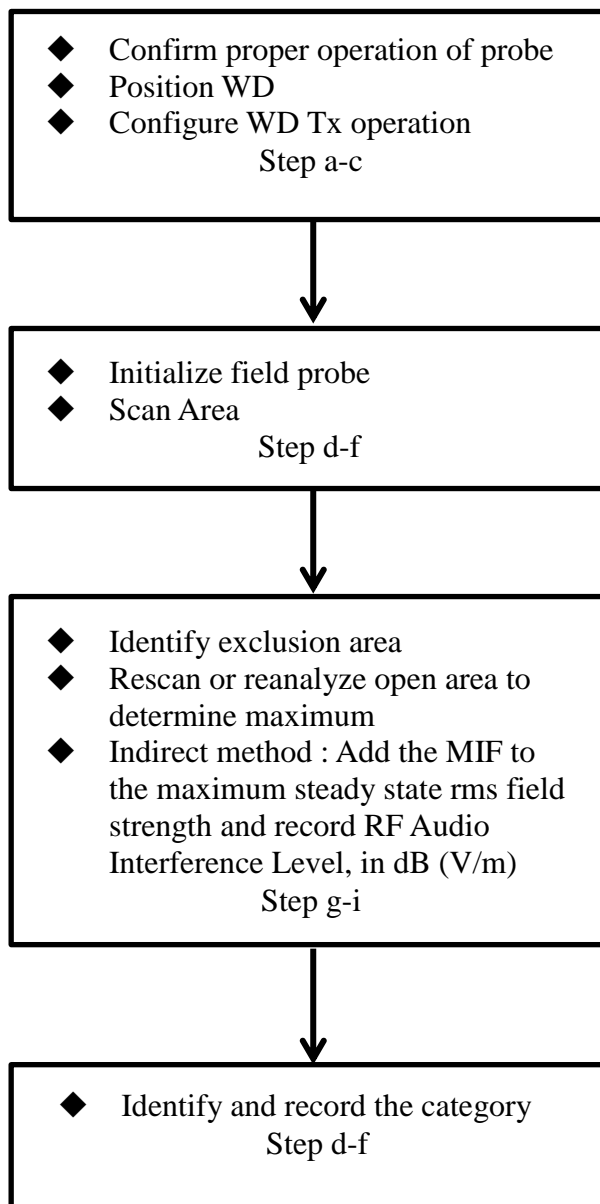 ◆ Confirm proper operation of probe
◆ Position WD
◆ Configure WD Tx operation
Step a-c
◆ Initialize field probe
◆ Scan Area
Step d-f
◆ Identify exclusion area
◆ Rescan or reanalyze open area to
determine maximum
◆ Indirect method : Add the MIF to
the maximum steady state rms field
strength and record RF Audio
Interference Level, in dB (V/m)
Step g-i
◆ Identify and record the category
Step d-f